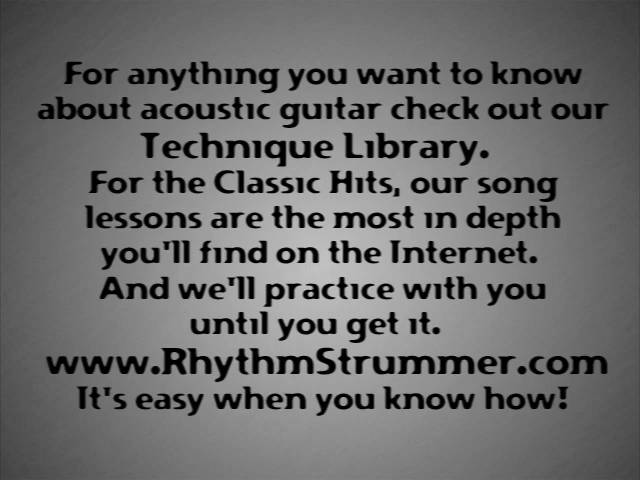 For anything you want to know
about acoustic guitar check out our
Technique Library.
For the Classic Hits, our song
lessons are the most in depth
you'll find on the Internet.
And we'll practice with you
until you get it.
www.RhythmStrummer.com
It's easy when you know how!